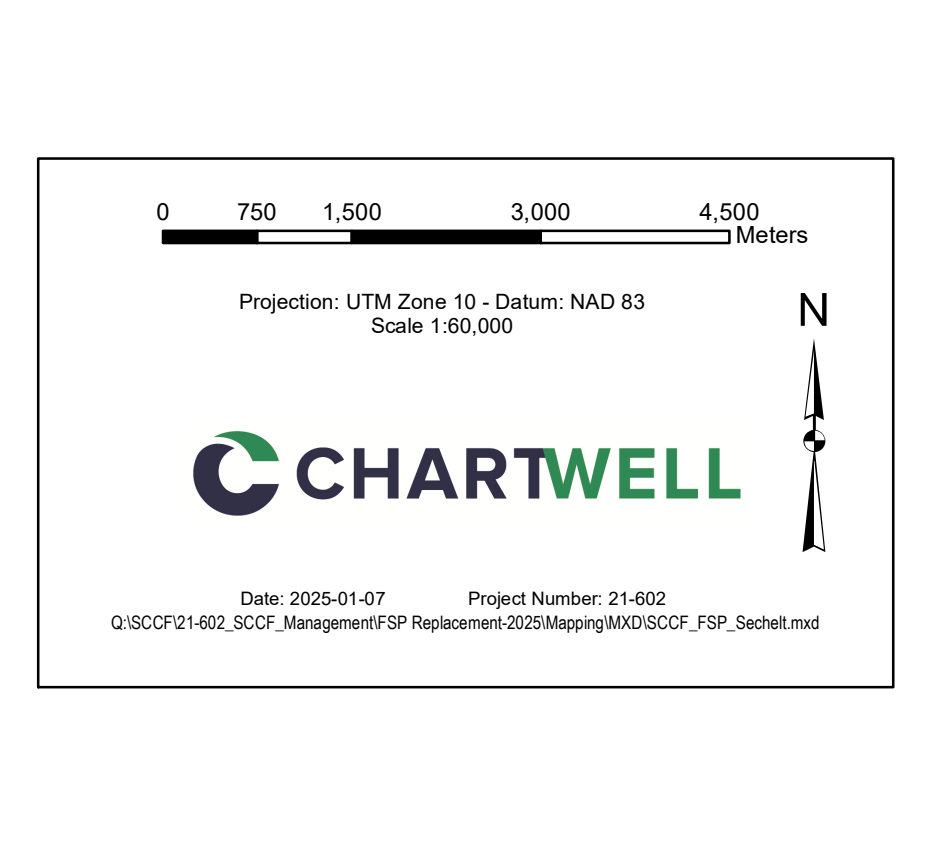 0 750 1,500 3,000 4,500
Meters
Projection: UTM Zone 10 - Datum: NAD 83
Scale 1:60,000
N
CHARTWELL
Date: 2025-01-07 Project Number: 21-602
Q:\SCCF\21-602_SCCF_Management\FSP Replacement-2025\Mapping\MXD\SCCF_FSP_Sechelt.mxd